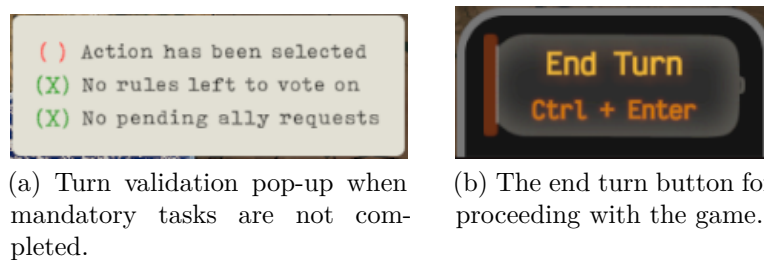 ( ) Action has been selected
(X) No rules left to vote on
(X) No pending ally requests
End Turn
Ctrl + Enter
(a) Turn validation pop-up when
mandatory tasks are not com-
pleted.
(b) The end turn button fo
proceeding with the game.